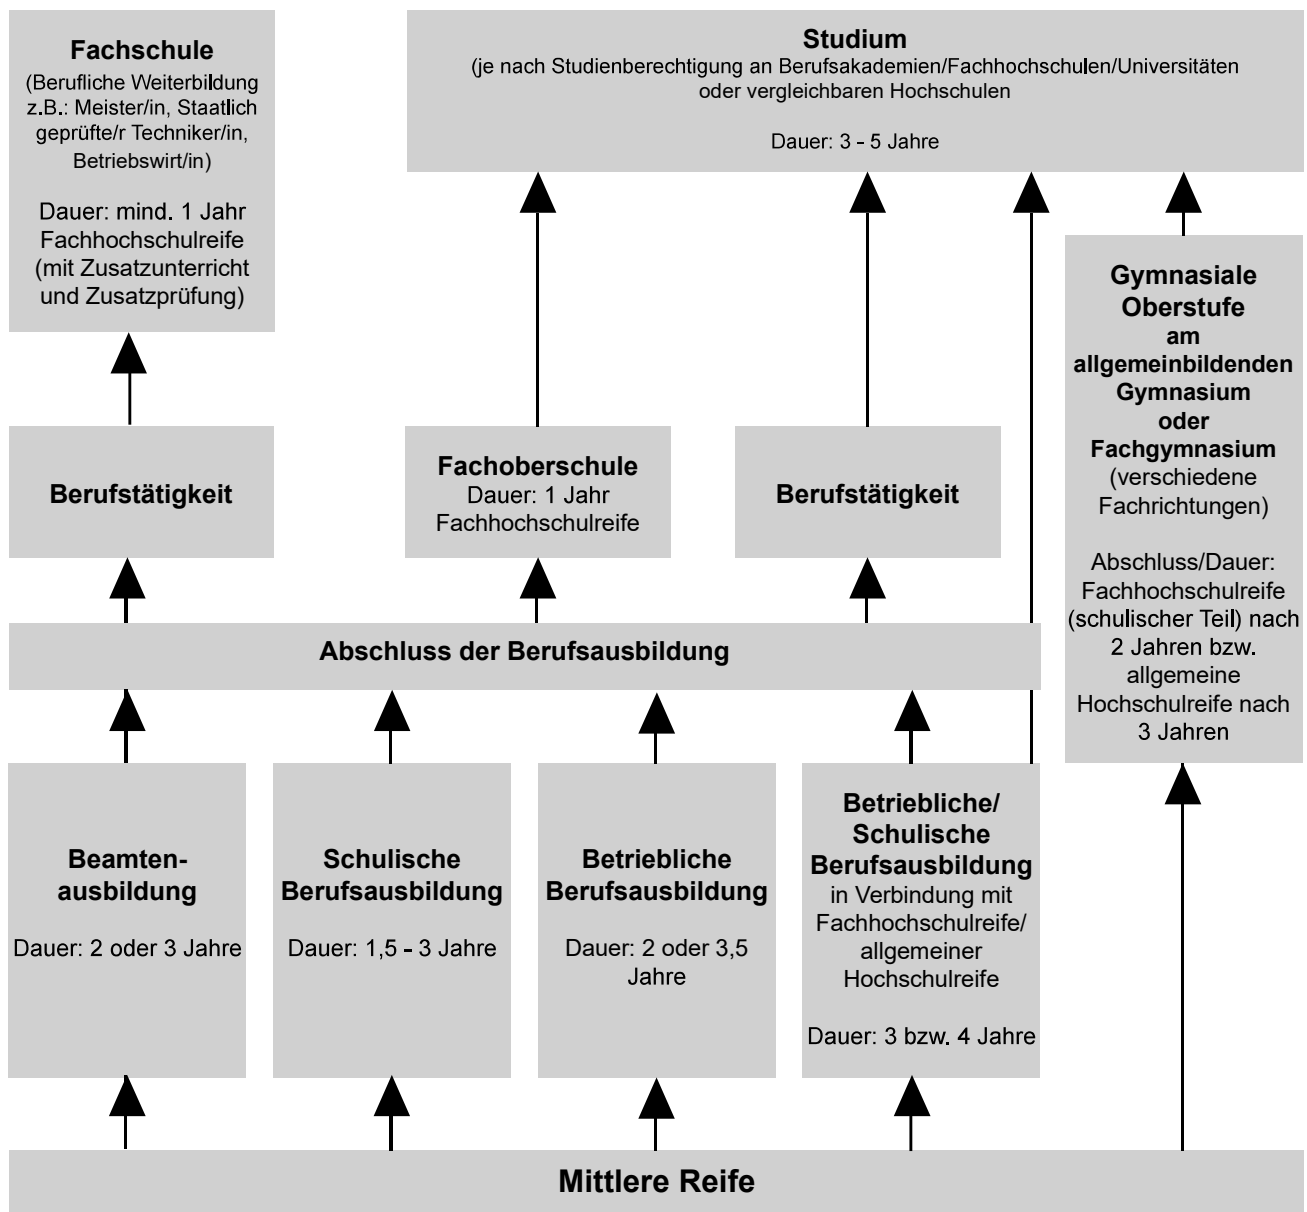 Fachschule
(Berufliche Weiterbildung
z.B.: Meister/in, Staatlich
geprüfte/r Techniker/in,
Betriebswirt/in)
Dauer: mind. 1 Jahr
Fachhochschulreife
(mit Zusatzunterricht
und Zusatzprüfung)
Studium
(je nach Studienberechtigung an Berufsakademien/Fachhochschulen/Universitäten
oder vergleichbaren Hochschulen
Dauer: 3 - 5 Jahre
Gymnasiale
Oberstufe
am
allgemeinbildenden
Gymnasium
oder
Fachgymnasium
(verschiedene
Fachrichtungen)
Abschluss/Dauer:
Fachhochschulreife
(schulischer Teil) nach
2 Jahren bzw.
allgemeine
Hochschulreife nach
3 Jahren
Berufstätigkeit
Fachoberschule
Dauer: 1 Jahr
Fachhochschulreife
Berufstätigkeit
Abschluss der Berufsausbildung
Beamten-
ausbildung
Dauer: 2 oder 3 Jahre
Schulische
Berufsausbildung
Dauer: 1,5 - 3 Jahre
Betriebliche
Berufsausbildung
Dauer: 2 oder 3,5
Jahre
Betriebliche/
Schulische
Berufsausbildung
in Verbindung mit
Fachhochschulreife/
allgemeiner
Hochschulreife
Dauer: 3 bzw. 4 Jahre
Mittlere Reife